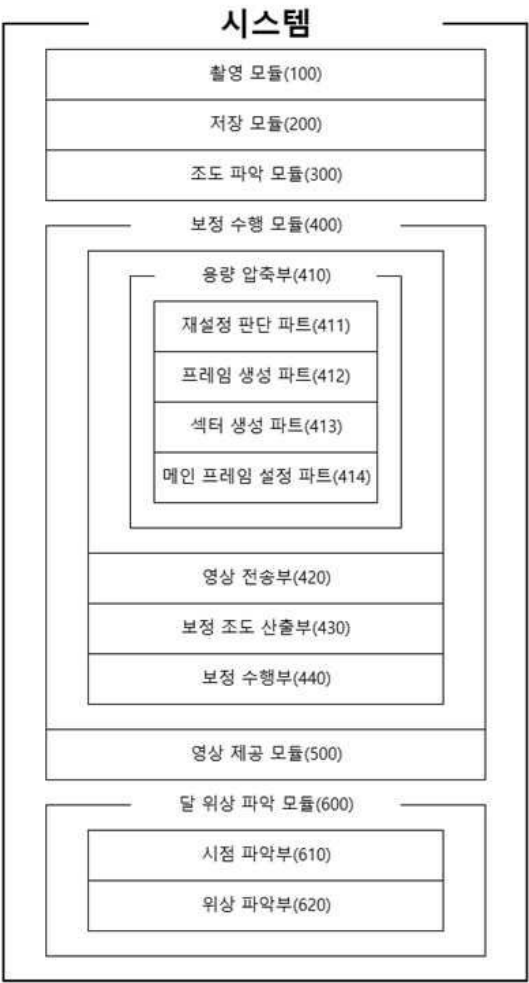 시스템
촬영 모듈(100)
저장 모듈(200)
조도 파악 모듈(300)
보정 수행 모듈(400)
용량 압축부(410)
재설정 판단 파트(411)
프레임 생성 파트(412)
섹터 생성 파트(413)
메인 프레임 설정 파트(414)
영상 전송부(420)
보정 조도 산출부(430)
보정 수행부(440)
영상 제공 모듈(500)
달 위상 파악 모듈(600)
시점 파악부(610)
위상 파악부(620)